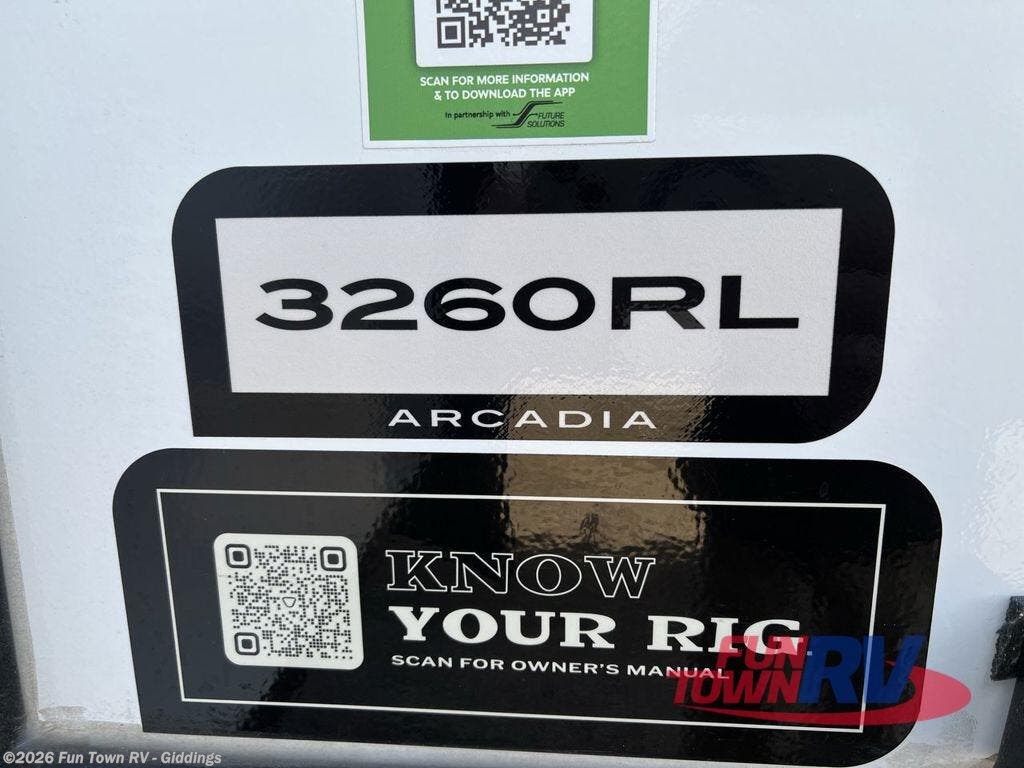 SCAN FOR MORE INFORMATION
& TO DOWNLOAD THE APP
In partnership with FUTURE
SOLUTIONS
3260RL
ARCADIA
KNOW
YOUR RIG
SCAN FOR OWNER'S MANUAL
FUN
TOWN RV
©2026 Fun Town RV - Giddings